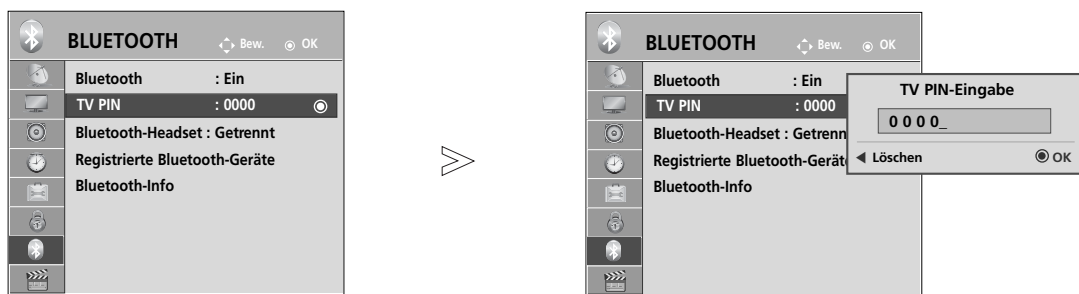 BLUETOOTH Bew. OK
Bluetooth : Ein
TV PIN : 0000
Bluetooth-Headset : Getrennt
Registrierte Bluetooth-Geräte
Bluetooth-Info
BLUETOOTH Bew. OK
Bluetooth : Ein
TV PIN : 0000
Bluetooth-Headset : Getrenn
Registrierte Bluetooth-Gerät
Bluetooth-Info
TV PIN-Eingabe
0 0 0 0_
Löschen OK